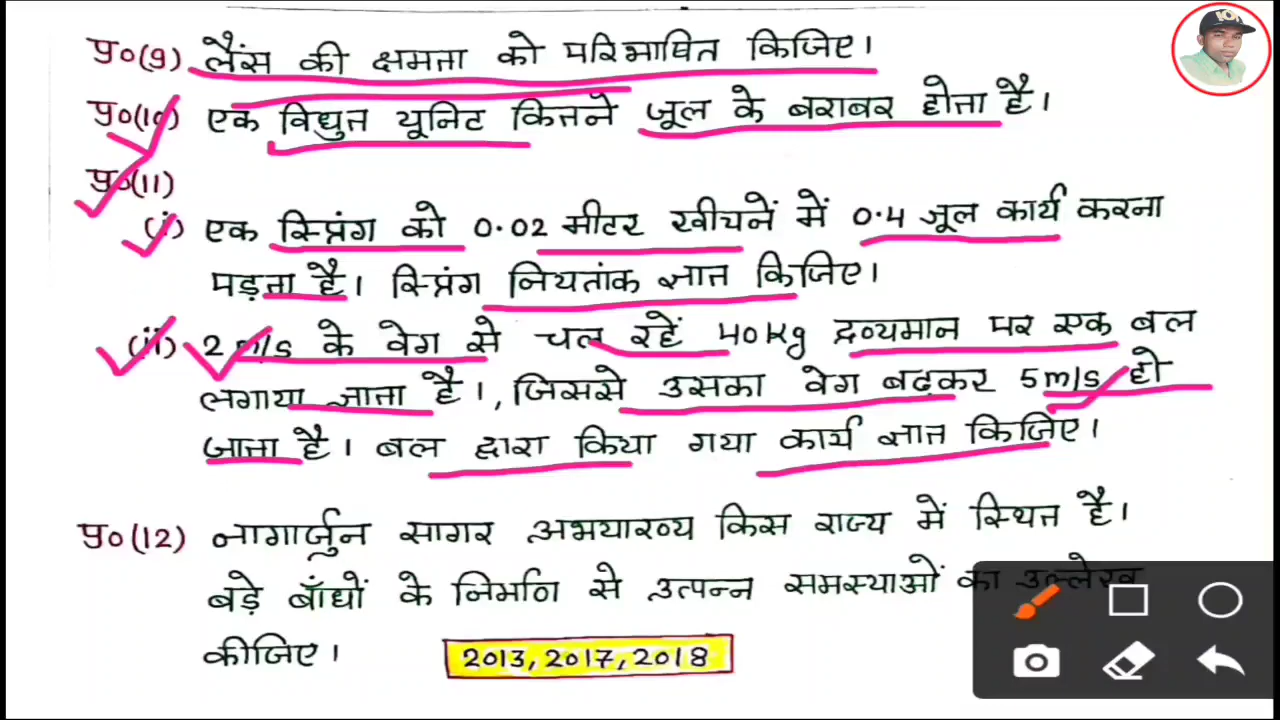 प्र०(9) लैंस की क्षमता को परिभाषित किजिए।
प्र०(10) एक विधुत यूनिट कितने जूल के बराबर होता है।
प्र०(11)
(i) एक स्प्रिंग को 0.02 मीटर खीचनें में 0.4 जूल कार्य करना
पड़ता है। स्प्रिंग नियतांक ज्ञात किजिए।
(ii) 2 m/s के वेग से चल रहें 40 kg द्रव्यमान पर एक बल
लगाया जाता है।, जिससे उसका वेग बढ़कर 5m/s हो
जाता है। बल द्वारा किया गया कार्य ज्ञात किजिए।
प्र०(12) नागार्जुन सागर अभयारण्य किस राज्य में स्थित है।
बड़े बाँधों के निर्माण से उत्पन्न समस्याओं का उल्लेख
कीजिए।
2013, 2017, 2018